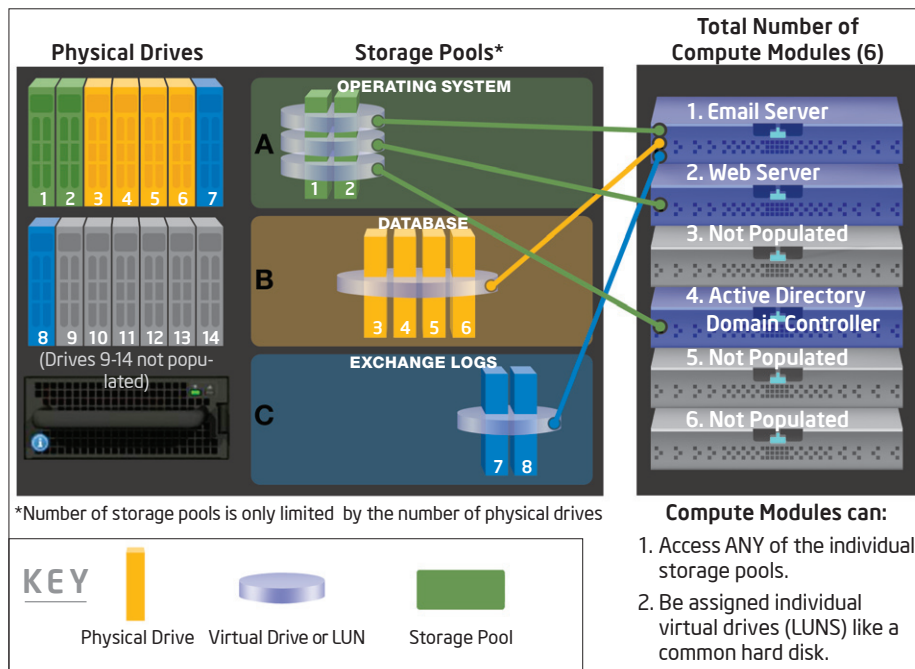 Physical Drives
Storage Pools*
Total Number of
Compute Modules (6)
1 2 3 4 5 6 7
8 9 10 11 12 13 14
(Drives 9-14 not popu-
lated)
OPERATING SYSTEM
A
1 2
DATABASE
B
3 4 5 6
EXCHANGE LOGS
C
7 8
1. Email Server
2. Web Server
3. Not Populated
4. Active Directory
Domain Controller
5. Not Populated
6. Not Populated
*Number of storage pools is only limited by the number of physical drives
KEY
Physical Drive
Virtual Drive or LUN
Storage Pool
Compute Modules can:
1. Access ANY of the individual
storage pools.
2. Be assigned individual
virtual drives (LUNS) like a
common hard disk.